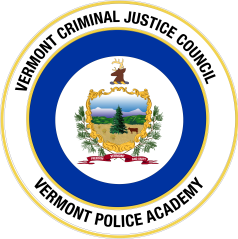 VERMONT CRIMINAL JUSTICE COUNCIL
VERMONT POLICE ACADEMY